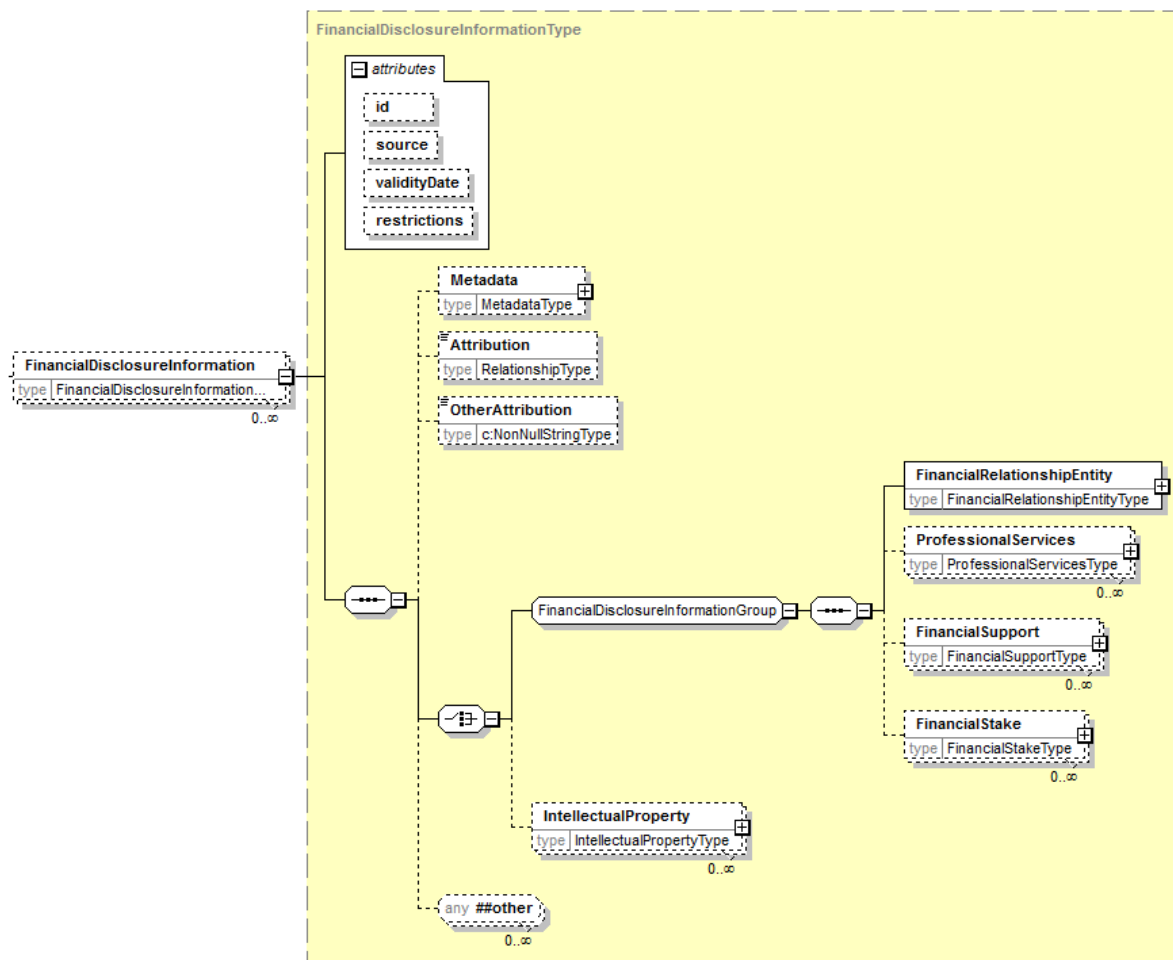 FinancialDisclosureInformationType
attributes
id
source
validityDate
restrictions
Metadata
type MetadataType
Attribution
type RelationshipType
FinancialDisclosureInformation
type FinancialDisclosureInformation...
0..∞
OtherAttribution
type c:NonNullStringType
FinancialRelationshipEntity
type FinancialRelationshipEntityType
ProfessionalServices
type ProfessionalServicesType
0..∞
FinancialDisclosureInformationGroup
FinancialSupport
type FinancialSupportType
0..∞
FinancialStake
type FinancialStakeType
0..∞
IntellectualProperty
type IntellectualPropertyType
0..∞
any ##other
0..∞